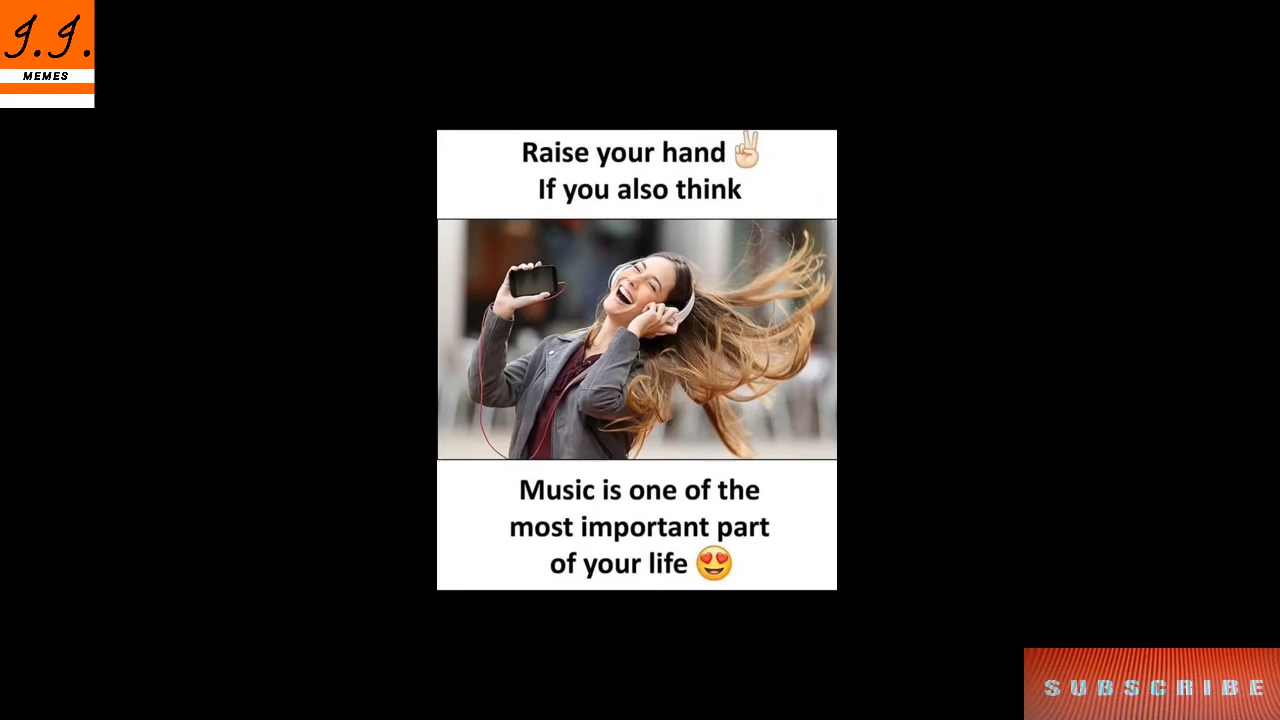 J.J.
MEMES
Raise your hand ✌🏻
If you also think
Music is one of the
most important part
of your life 😍
SUBSCRIBE